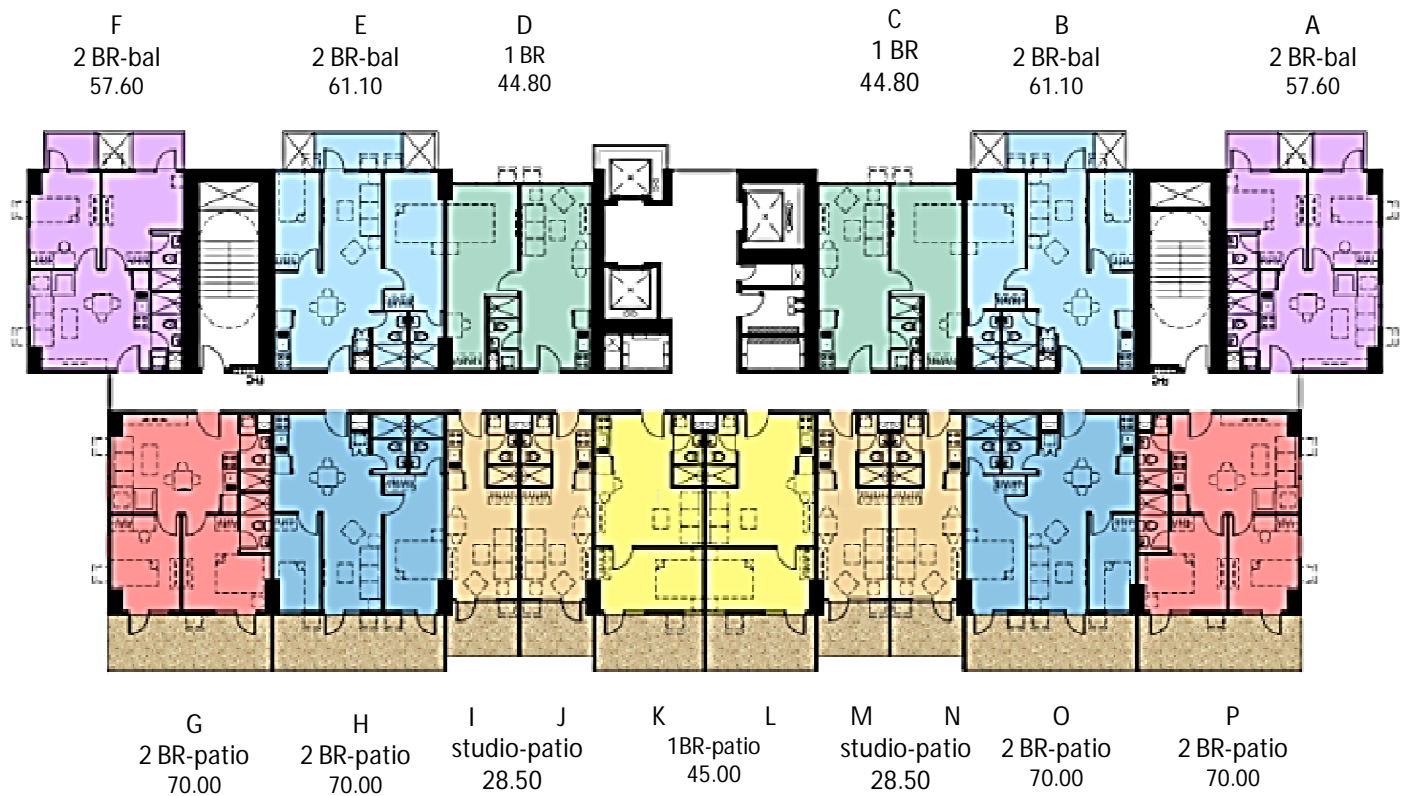 F
2 BR-bal
57.60
E
2 BR-bal
61.10
D
1 BR
44.80
C
1 BR
44.80
B
2 BR-bal
61.10
A
2 BR-bal
57.60
G
2 BR-patio
70.00
H
2 BR-patio
70.00
I J
studio-patio
28.50
K L
1BR-patio
45.00
M N
studio-patio
28.50
O
2 BR-patio
70.00
P
2 BR-patio
70.00